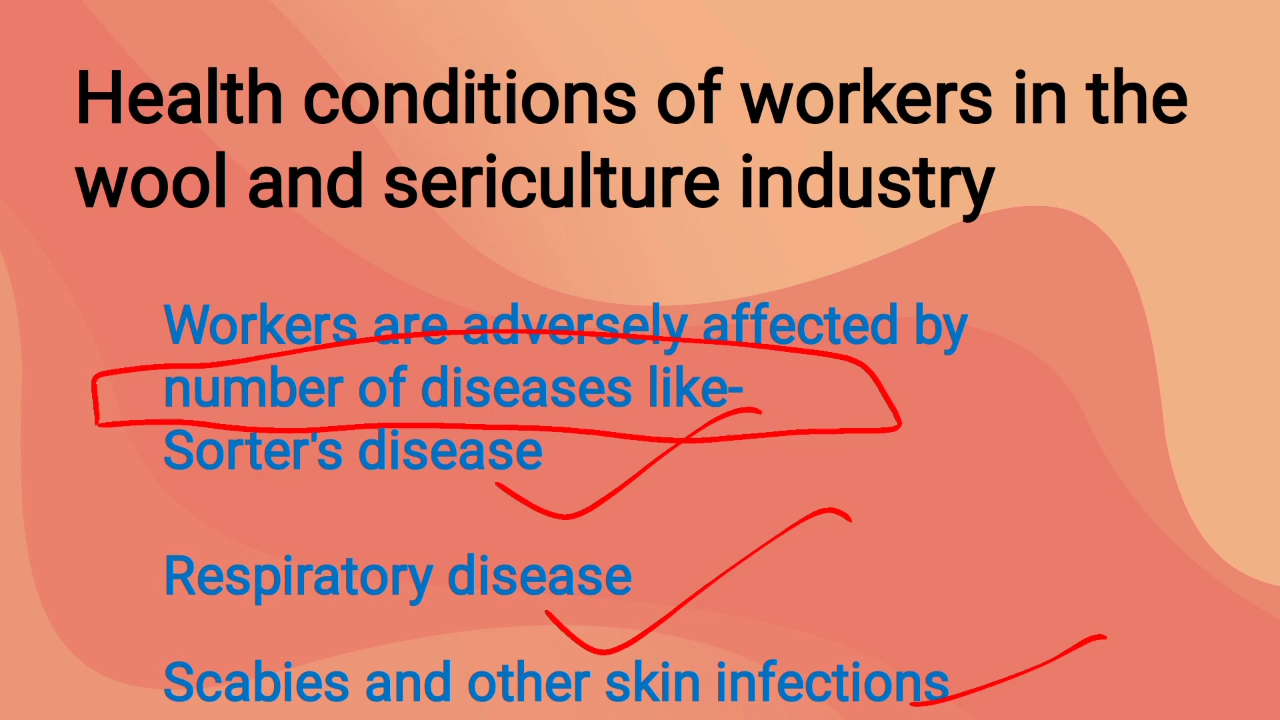 Health conditions of workers in the
wool and sericulture industry
Workers are adversely affected by
number of diseases like-
Sorter's disease
Respiratory disease
Scabies and other skin infections